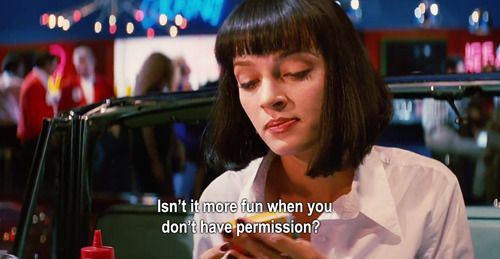 Isn't it more fun when you
don't have permission?